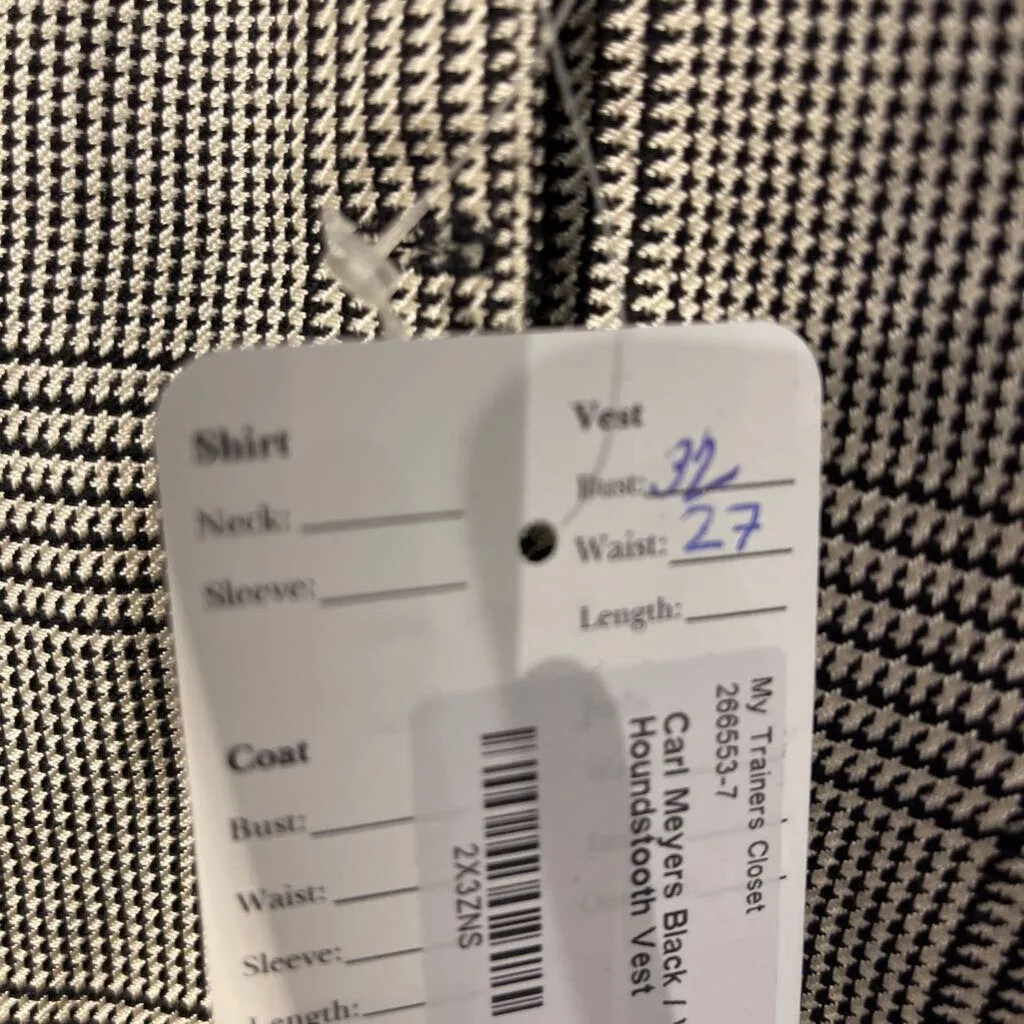 Shirt
Neck:
Sleeve:
Vest
Bust: 32
Waist: 27
Length:
Coat
Bust:
Waist:
Sleeve:
Length:
My Trainers Closet
266553-7
Carl Meyers Black /
Houndstooth Vest
2X3ZNS